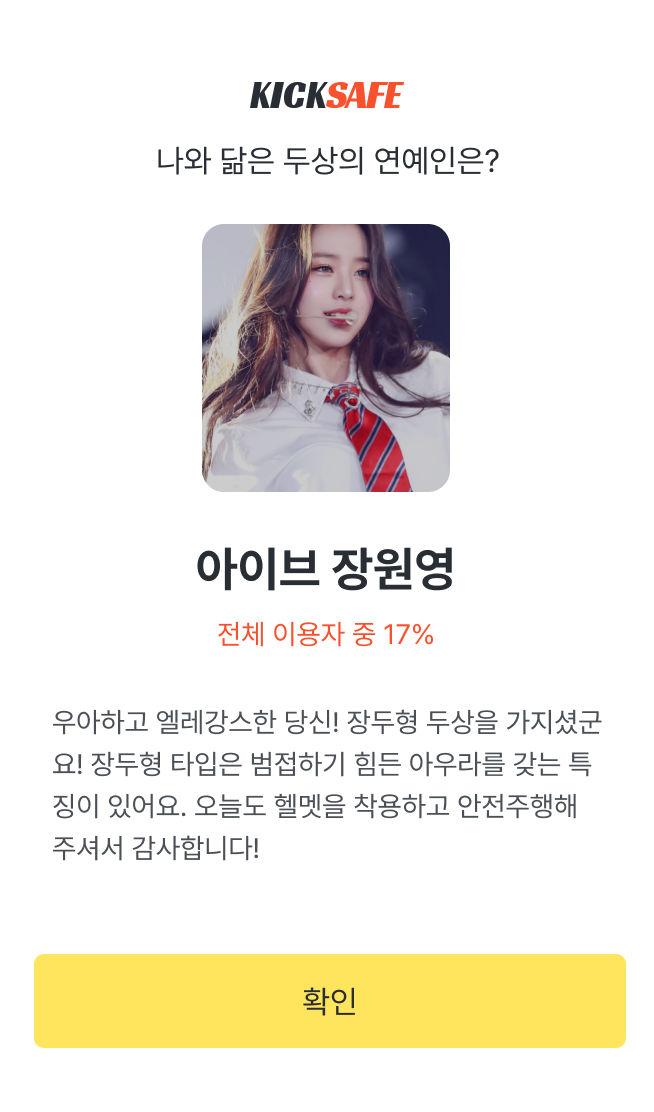 KICKSAFE
나와 닮은 두상의 연예인은?
아이브 장원영
전체 이용자 중 17%
우아하고 엘레강스한 당신! 장두형 두상을 가지셨군
요! 장두형 타입은 범접하기 힘든 아우라를 갖는 특
징이 있어요. 오늘도 헬멧을 착용하고 안전주행해
주셔서 감사합니다!
확인